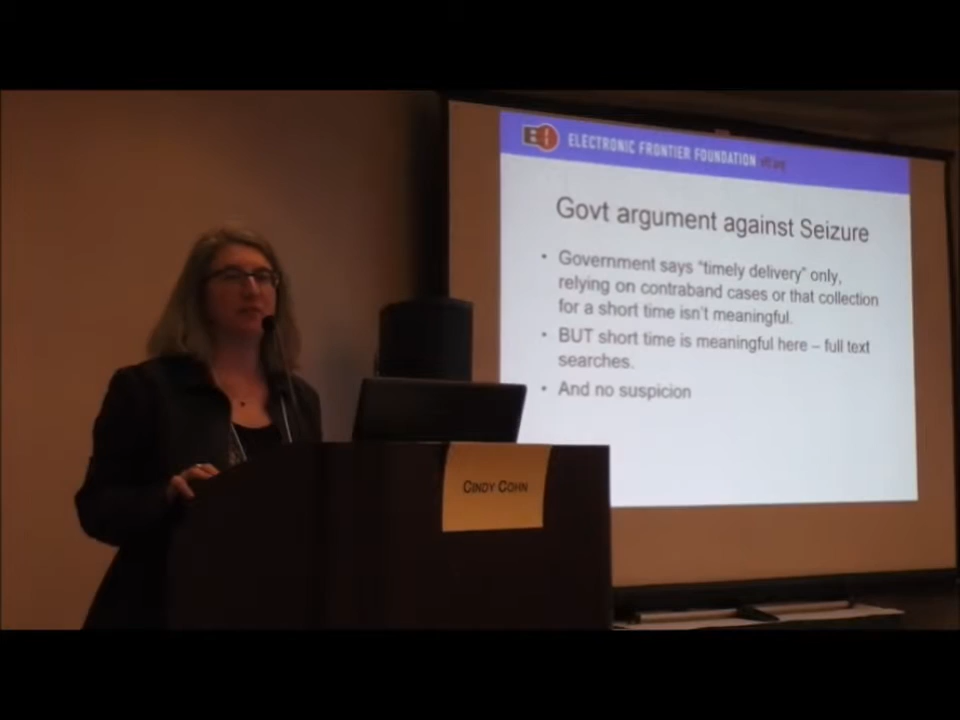 ELECTRONIC FRONTIER FOUNDATION eff.org
Govt argument against Seizure
• Government says "timely delivery" only,
relying on contraband cases or that collection
for a short time isn't meaningful.
• BUT short time is meaningful here – full text
searches.
• And no suspicion
CINDY COHN